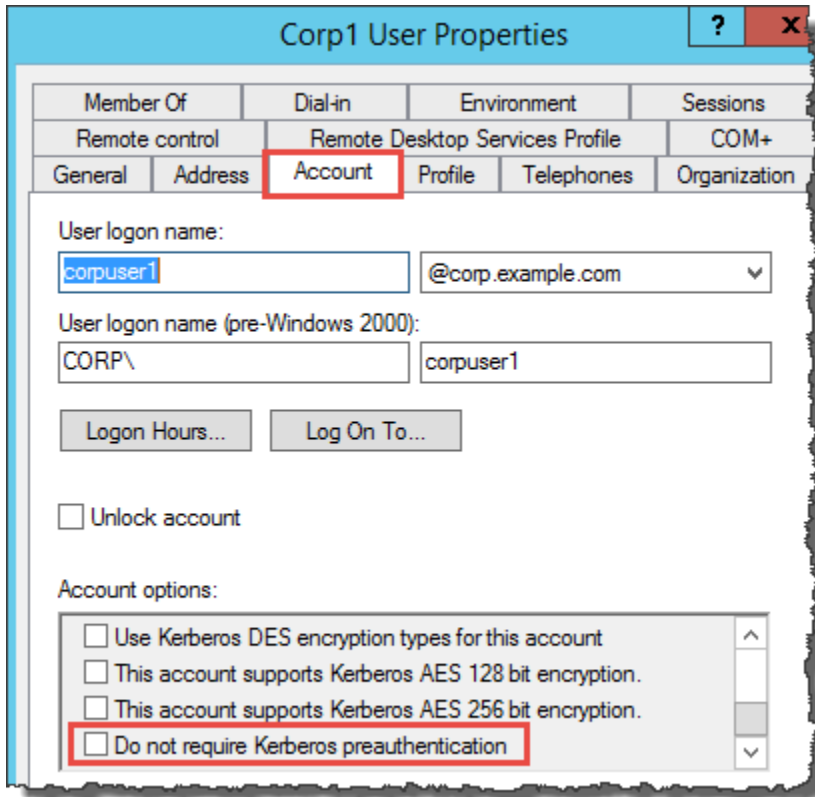 Corp1 User Properties
? x
Member Of Dial-in Environment Sessions
Remote control Remote Desktop Services Profile COM+
General Address Account Profile Telephones Organization
User logon name:
corpuser1 @corp.example.com
User logon name (pre-Windows 2000):
CORP\ corpuser1
Logon Hours... Log On To...
Unlock account
Account options:
Use Kerberos DES encryption types for this account
This account supports Kerberos AES 128 bit encryption.
This account supports Kerberos AES 256 bit encryption.
Do not require Kerberos preauthentication